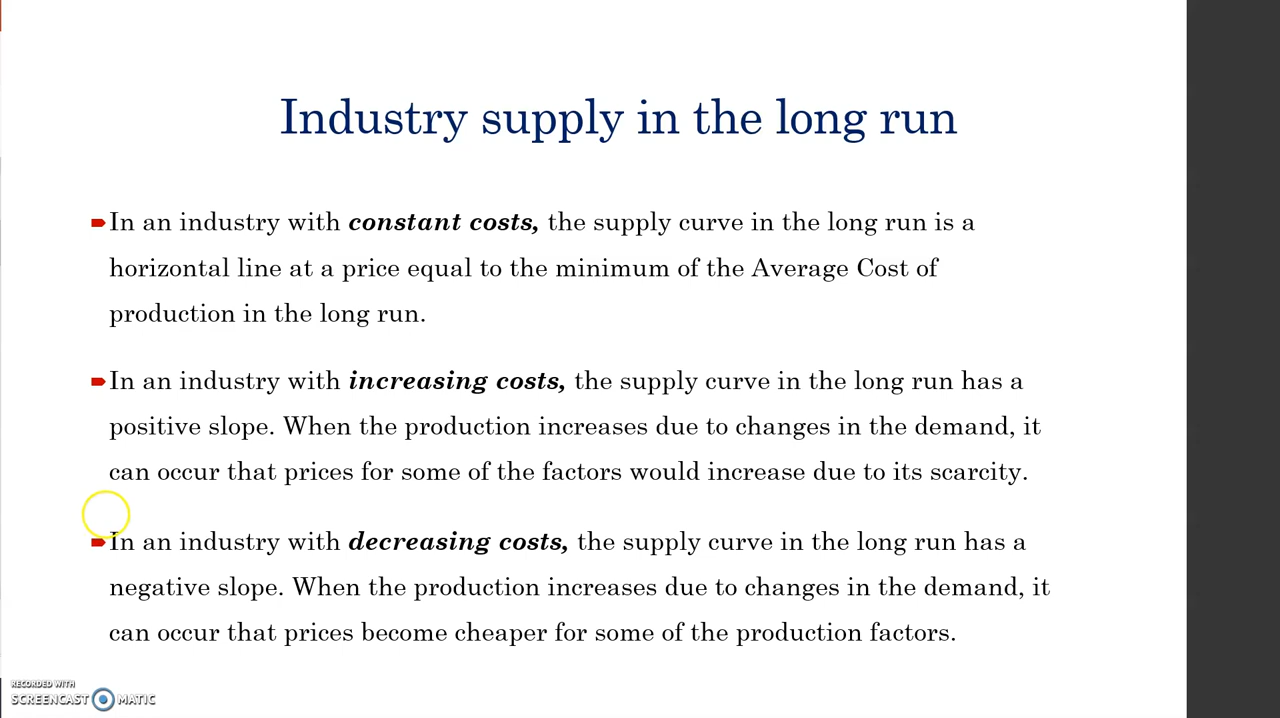 Industry supply in the long run
In an industry with constant costs, the supply curve in the long run is a
horizontal line at a price equal to the minimum of the Average Cost of
production in the long run.
In an industry with increasing costs, the supply curve in the long run has a
positive slope. When the production increases due to changes in the demand, it
can occur that prices for some of the factors would increase due to its scarcity.
In an industry with decreasing costs, the supply curve in the long run has a
negative slope. When the production increases due to changes in the demand, it
can occur that prices become cheaper for some of the production factors.
RECORDED WITH
SCREENCAST MATIC